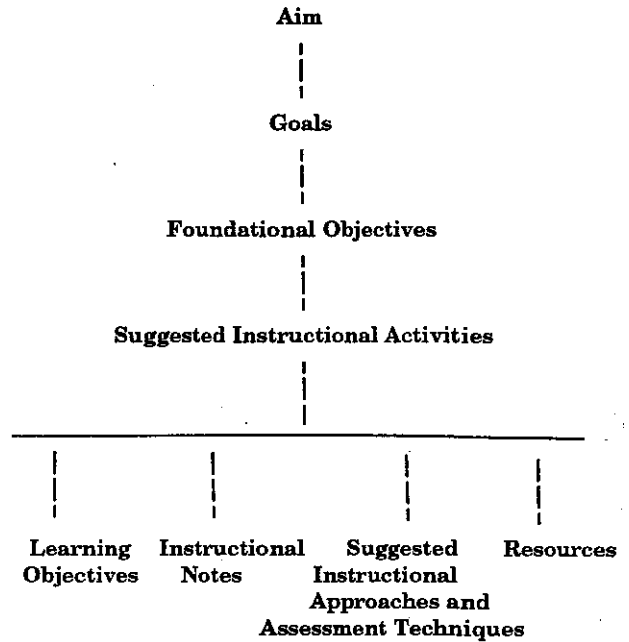 Aim
Goals
Foundational Objectives
Suggested Instructional Activities
Learning Objectives
Instructional Notes
Suggested Instructional Approaches and Assessment Techniques
Resources